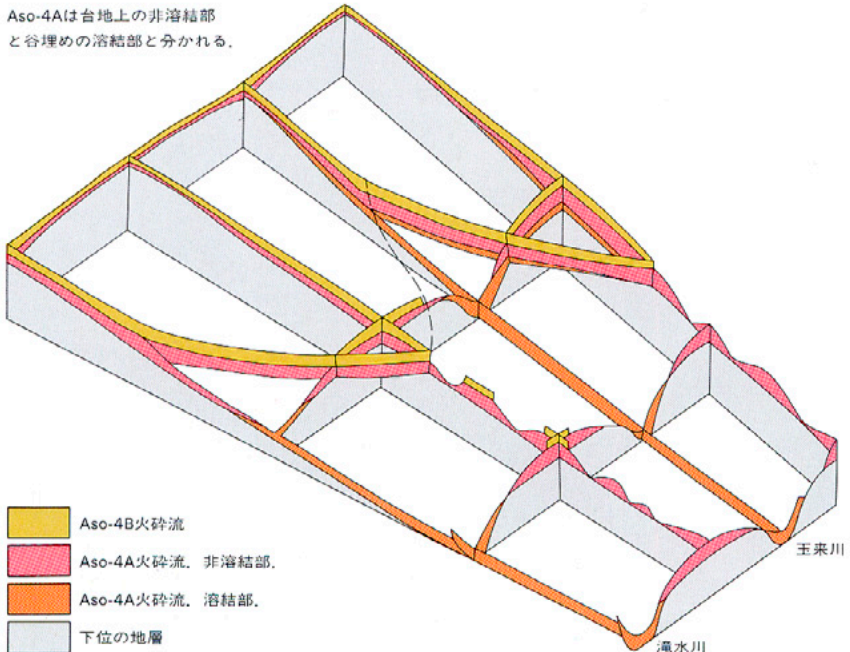 Aso-4Aは台地上の非溶結部
と谷埋めの溶結部と分かれる.
Aso-4B火砕流
Aso-4A火砕流. 非溶結部.
Aso-4A火砕流. 溶結部.
下位の地層
玉来川
滝水川